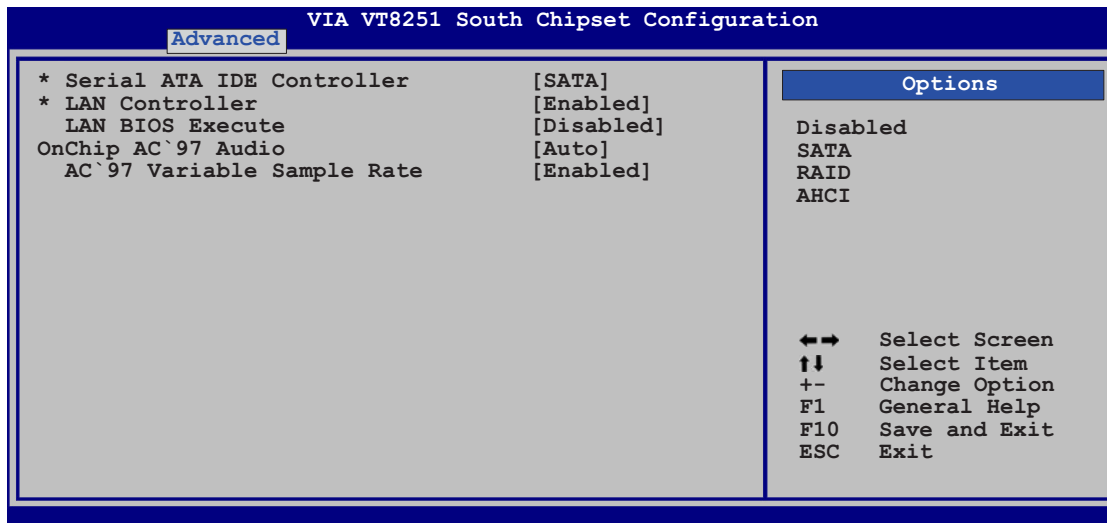 VIA VT8251 South Chipset Configuration
Advanced
* Serial ATA IDE Controller [SATA]
* LAN Controller [Enabled]
LAN BIOS Execute [Disabled]
OnChip AC`97 Audio [Auto]
AC`97 Variable Sample Rate [Enabled]
Options
Disabled
SATA
RAID
AHCI
←→ Select Screen
↑↓ Select Item
+- Change Option
F1 General Help
F10 Save and Exit
ESC Exit